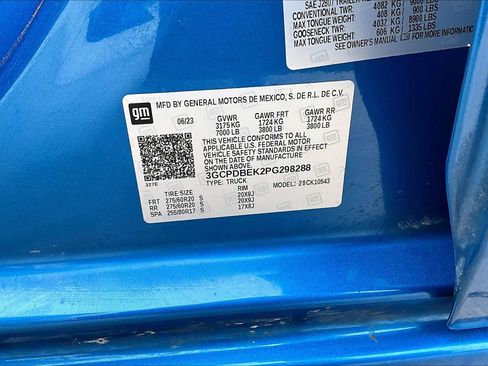 SAE J2807 TRAILER
CONVENTIONAL TWR: 4082 KG/ 9000 LBS
MAX TONGUE WEIGHT: 408 KG/ 900 LBS
GOOSENECK TWR: 4037 KG/ 8900 LBS
MAX TONGUE WEIGHT: 606 KG/ 1335 LBS
SEE OWNER'S MANUAL FOR
gm
MFD BY GENERAL MOTORS DE MEXICO, S. DE R.L. DE C.V.
06/23 GVWR GAWR FRT GAWR RR
3175 KG 1724 KG 1724 KG
7000 LB 3800 LB 3800 LB
THIS VEHICLE CONFORMS TO ALL
APPLICABLE U.S. FEDERAL MOTOR
VEHICLE SAFETY STANDARDS IN
EFFECT ON THE DATE OF
MANUFACTURE SHOWN ABOVE.
3GCPDBEK2PG298288
327E TYPE: TRUCK MODEL: 28CK10543
TIRE SIZE RIM
FRT 275/60R20 S 20X9J
RR 275/60R20 S 20X9J
SPA 255/80R17 S 17X8J